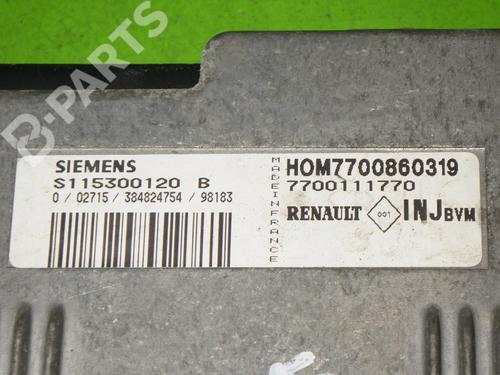 B-PARTS
SIEMENS
S115300120 B
0 / 02715 / 384824754 / 98183
MADE IN FRANCE
HOM7700860319
7700111770
RENAULT 001 INJ BVM